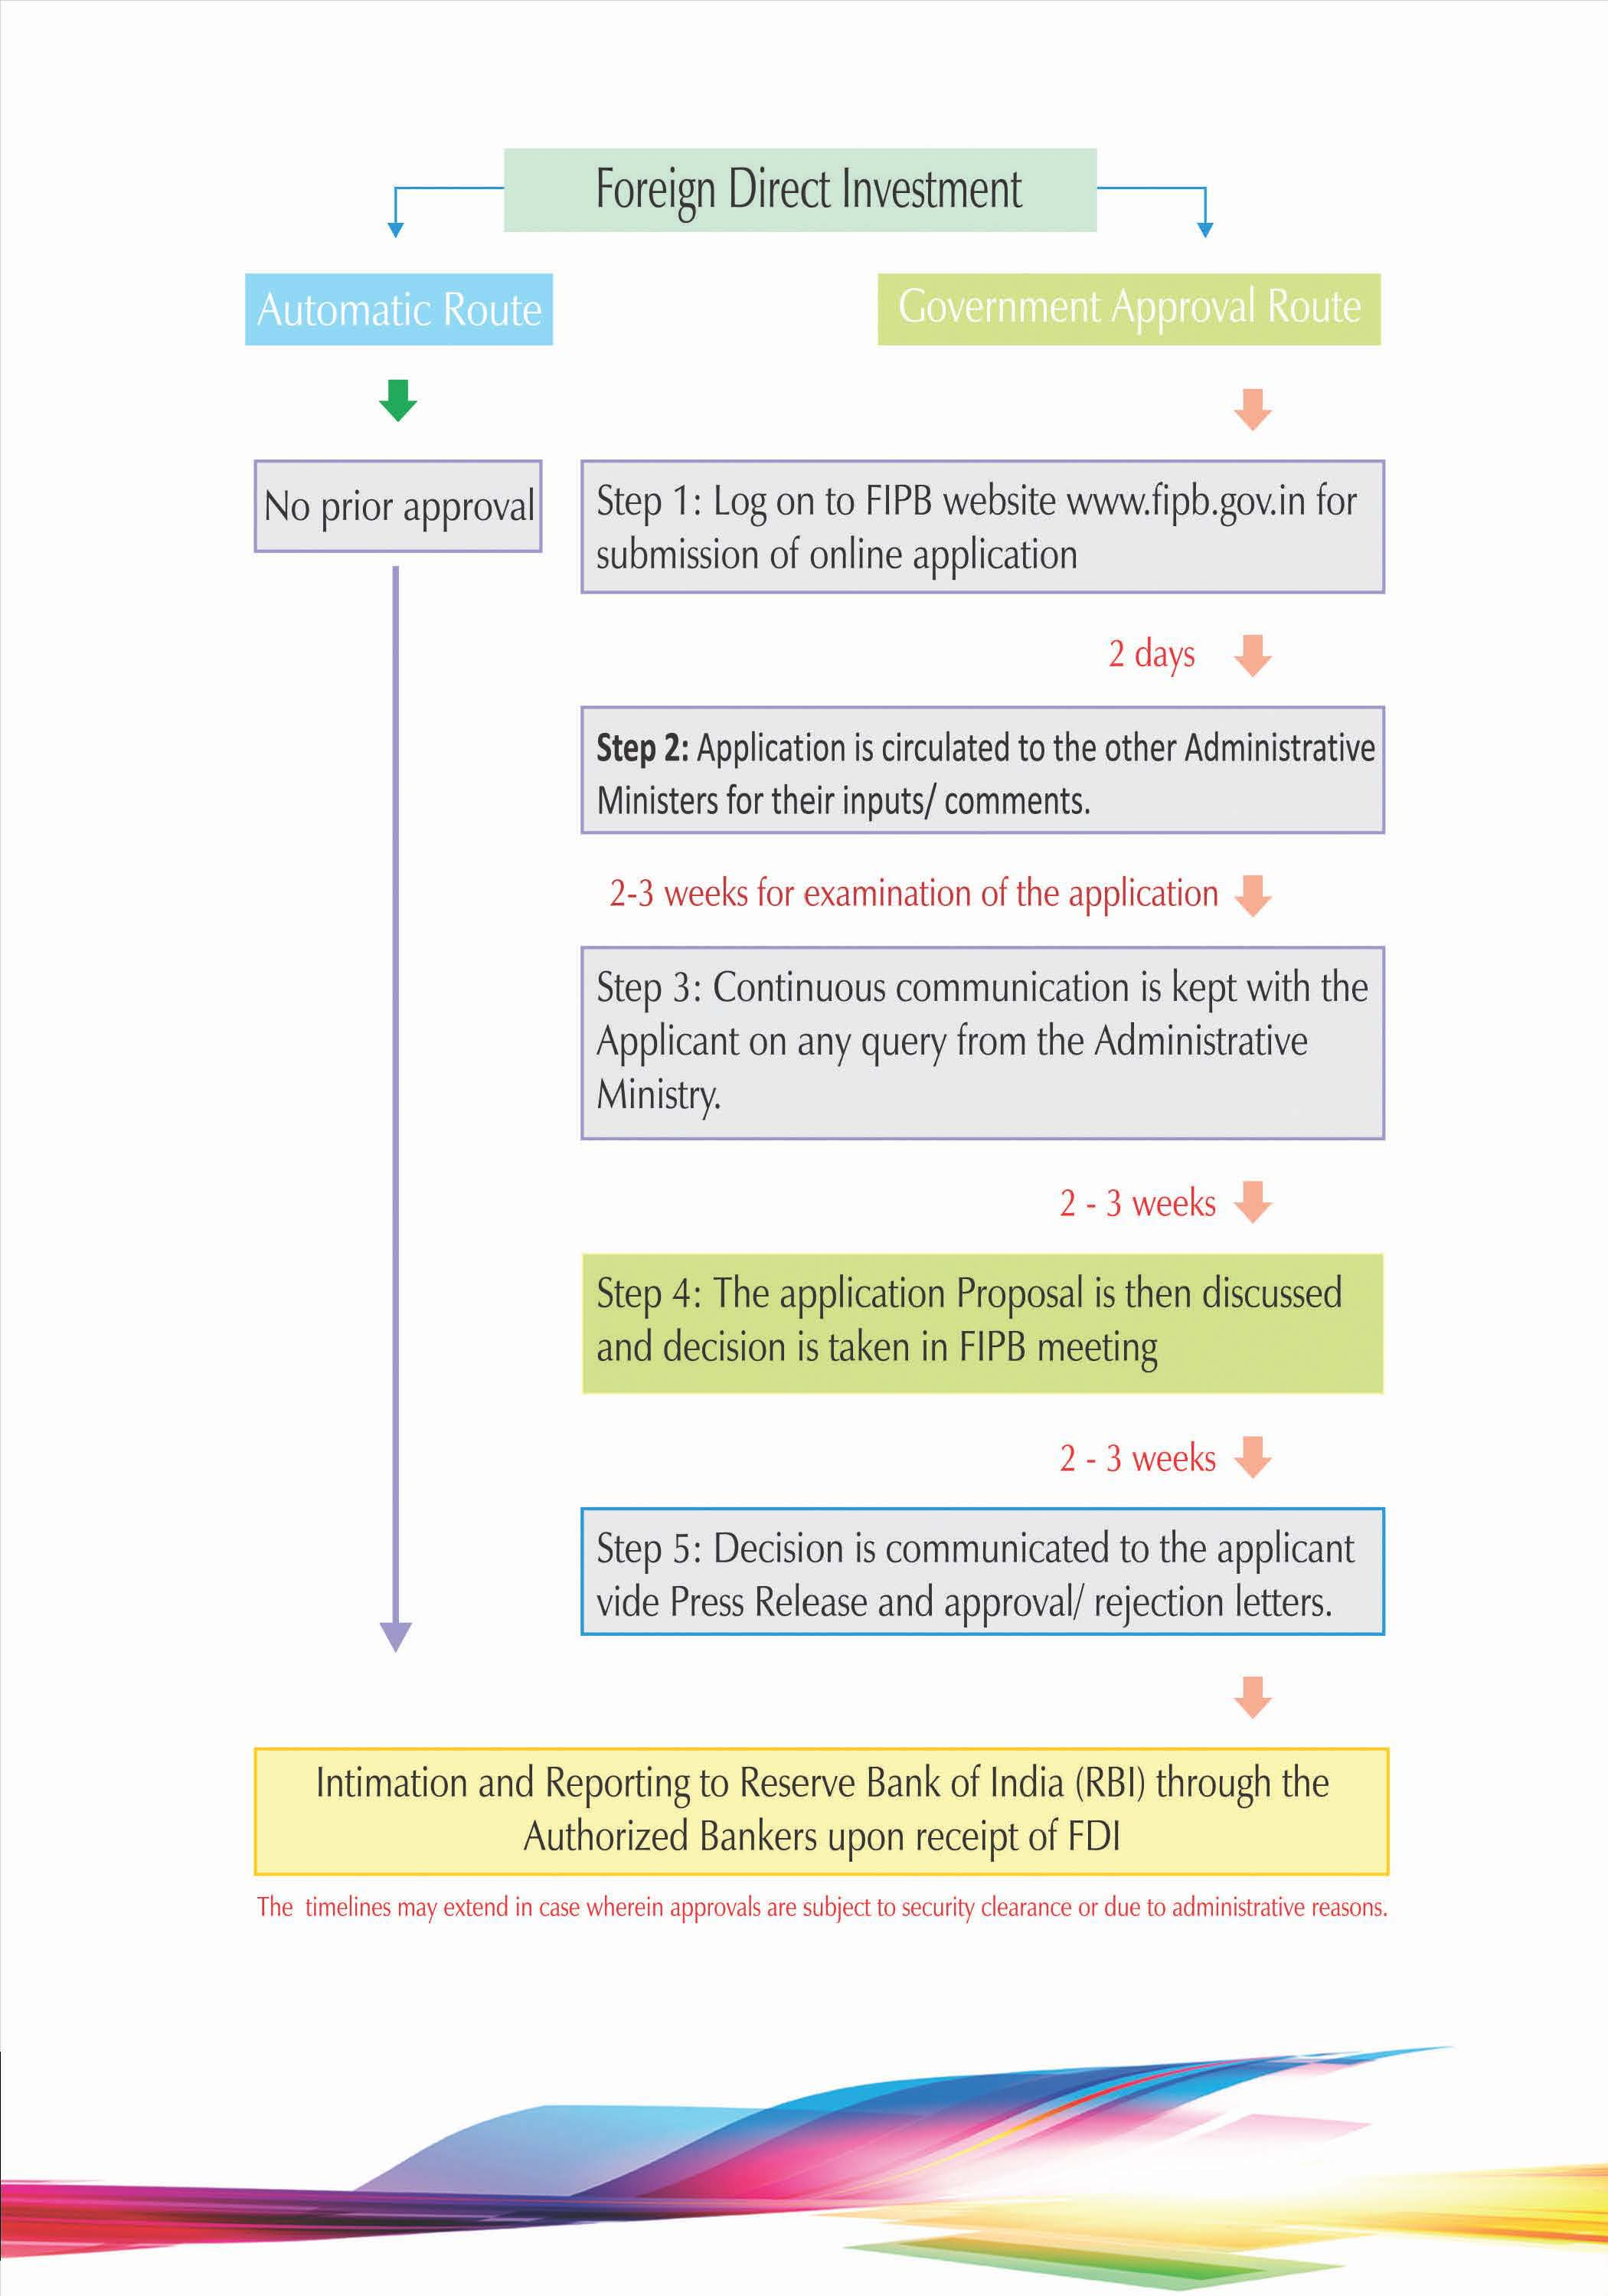 Foreign Direct Investment
Automatic Route
Government Approval Route
No prior approval
Step 1: Log on to FIPB website www.fipb.gov.in for
submission of online application
2 days
Step 2: Application is circulated to the other Administrative
Ministers for their inputs/ comments.
2-3 weeks for examination of the application
Step 3: Continuous communication is kept with the
Applicant on any query from the Administrative
Ministry.
2 - 3 weeks
Step 4: The application Proposal is then discussed
and decision is taken in FIPB meeting
2 - 3 weeks
Step 5: Decision is communicated to the applicant
vide Press Release and approval/ rejection letters.
Intimation and Reporting to Reserve Bank of India (RBI) through the
Authorized Bankers upon receipt of FDI
The timelines may extend in case wherein approvals are subject to security clearance or due to administrative reasons.